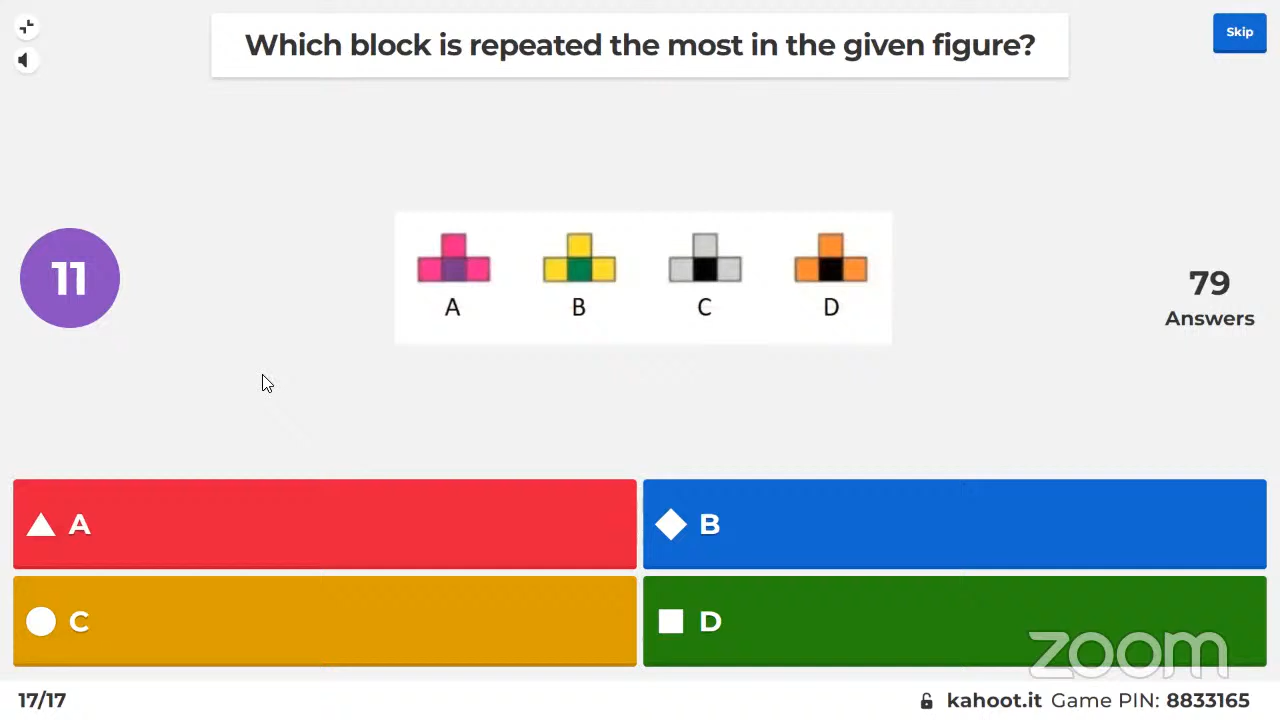 Which block is repeated the most in the given figure?
Skip
11
A B C D
79
Answers
A
B
C
D
zoom
17/17
kahoot.it Game PIN: 8833165